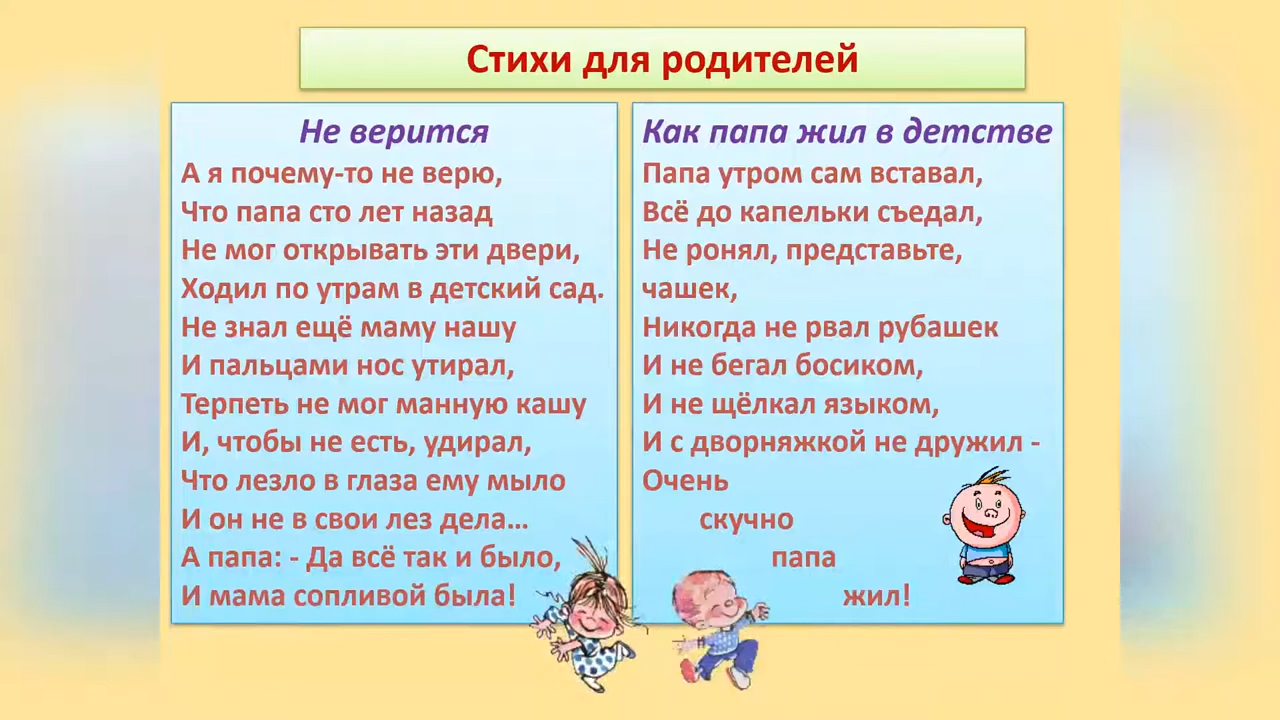 Стихи для родителей
Не верится
А я почему-то не верю,
Что папа сто лет назад
Не мог открывать эти двери,
Ходил по утрам в детский сад.
Не знал ещё маму нашу
И пальцами нос утирал,
Терпеть не мог манную кашу
И, чтобы не есть, удирал,
Что лезло в глаза ему мыло
И он не в свои лез дела...
А папа: - Да всё так и было,
И мама сопливой была!
Как папа жил в детстве
Папа утром сам вставал,
Всё до капельки съедал,
Не ронял, представьте,
чашек,
Никогда не рвал рубашек
И не бегал босиком,
И не щёлкал языком,
И с дворняжкой не дружил -
Очень
скучно
папа
жил!